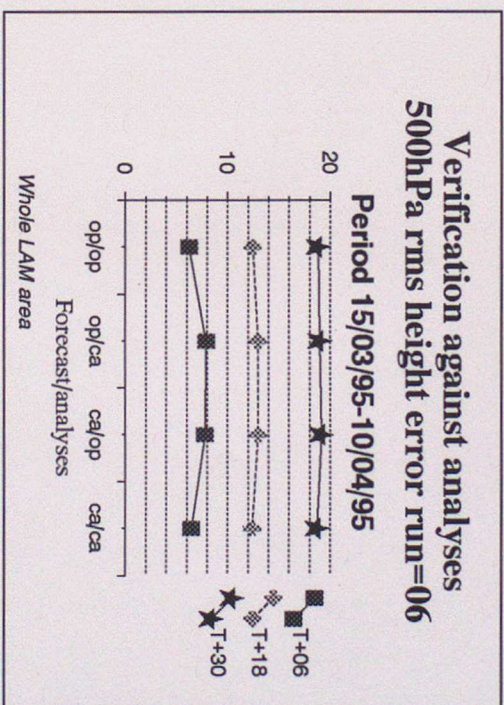 Verification against analyses
500hPa rms height error run=06
Period 15/03/95-10/04/95
20
10
0
op/op
op/ca
ca/op
ca/ca
Forecast/analyses
Whole LAM area
T+06
T+18
T+30